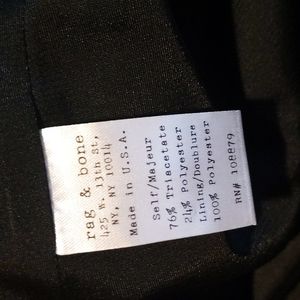 rag & bone
425 W. 13th St,
NY, NY 10014
Made in U.S.A.
Self/Majeur
76% Triacetate
24% Polyester
Lining/Doublure
100% Polyester
RN# 108879